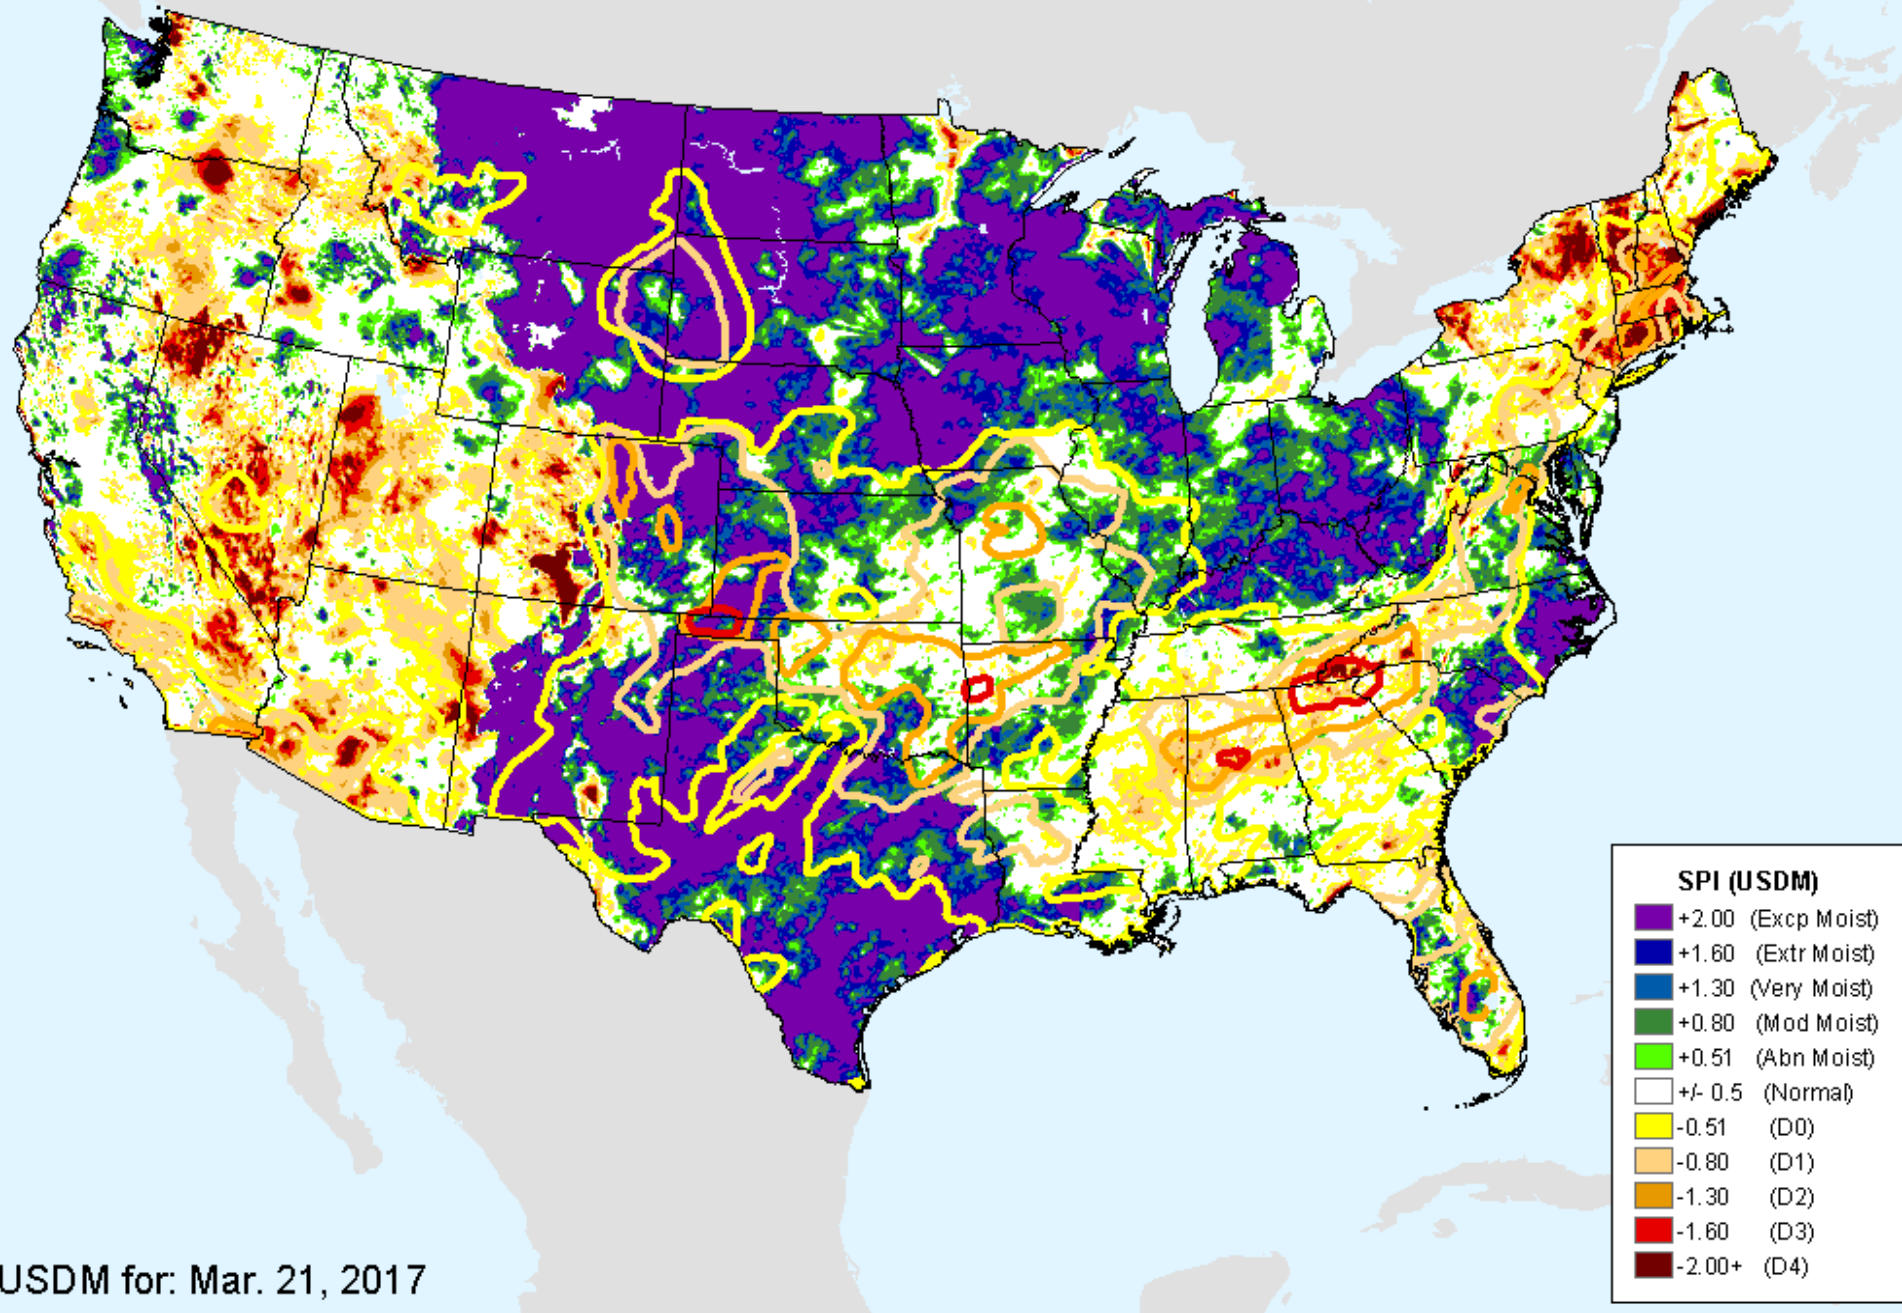 SPI (USDM)
+2.00 (Excp Moist)
+1.60 (Extr Moist)
+1.30 (Very Moist)
+0.80 (Mod Moist)
+0.51 (Abn Moist)
+/- 0.5 (Normal)
-0.51 (D0)
-0.80 (D1)
-1.30 (D2)
-1.60 (D3)
-2.00+ (D4)
USDM for: Mar. 21, 2017